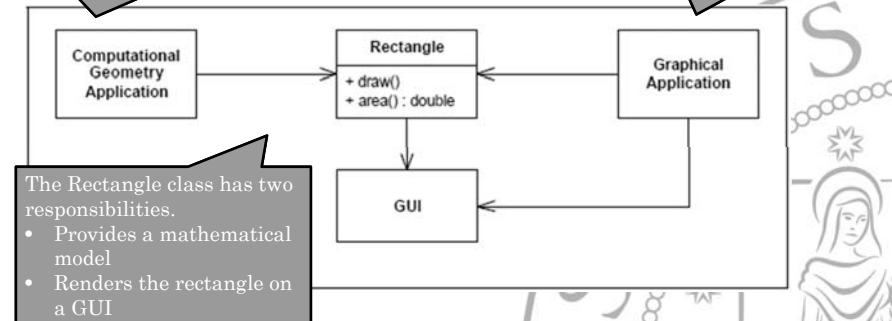 Computational
Geometry
Application
Rectangle
+ draw()
+ area() : double
Graphical
Application
GUI
The Rectangle class has two
responsibilities.
• Provides a mathematical
model
• Renders the rectangle on
a GUI
S